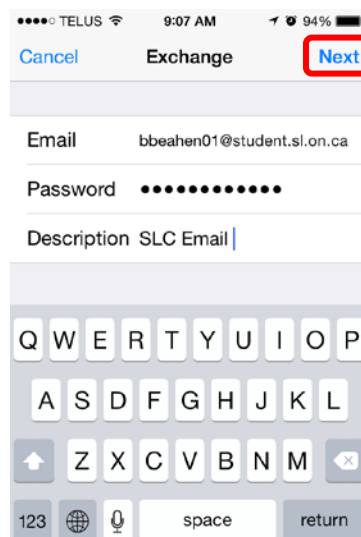 TELUS 9:07 AM 94%
Cancel Exchange Next
Email bbeahen01@student.sl.on.ca
Password ●●●●●●●●●●●●
Description SLC Email
Q W E R T Y U I O P
A S D F G H J K L
Z X C V B N M
123 space return